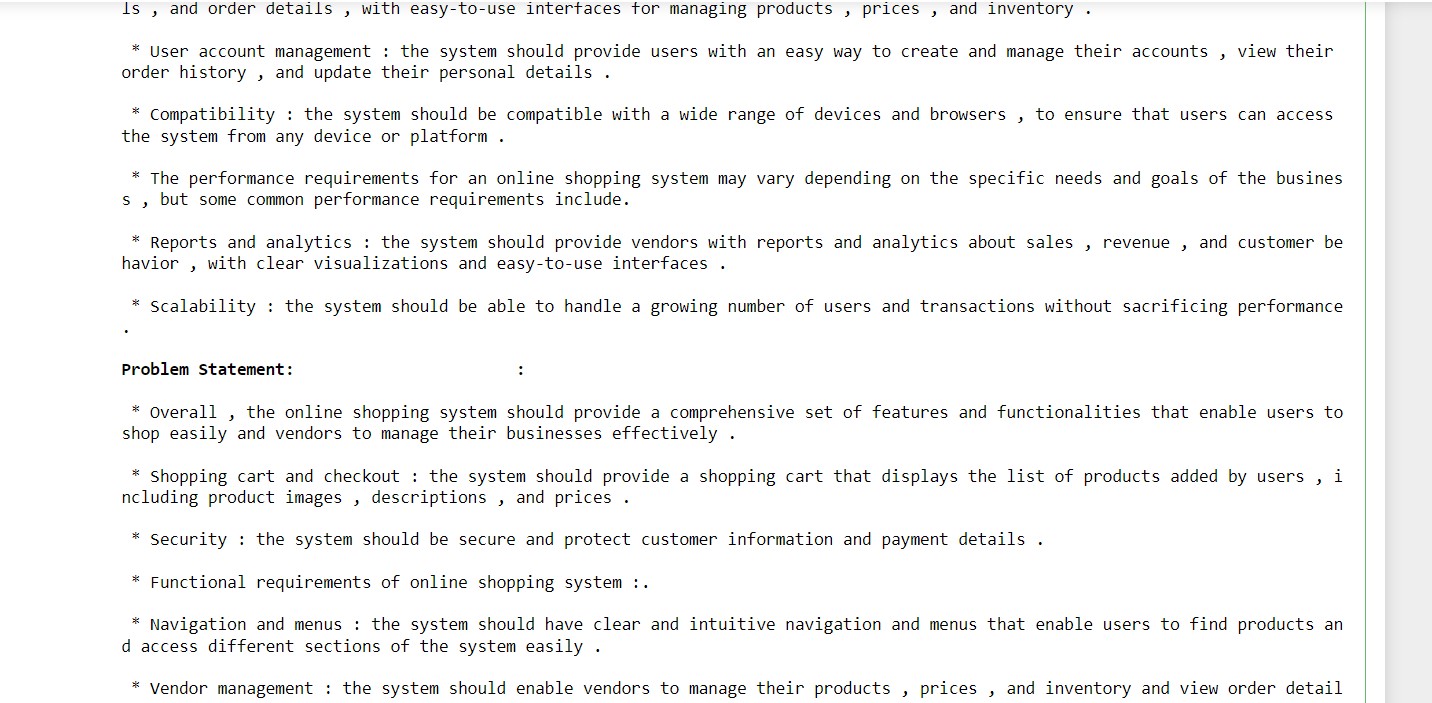 ls , and order details , with easy-to-use interfaces for managing products , prices , and inventory .
* User account management : the system should provide users with an easy way to create and manage their accounts , view their
order history , and update their personal details .
* Compatibility : the system should be compatible with a wide range of devices and browsers , to ensure that users can access
the system from any device or platform .
* The performance requirements for an online shopping system may vary depending on the specific needs and goals of the busines
s , but some common performance requirements include.
* Reports and analytics : the system should provide vendors with reports and analytics about sales , revenue , and customer be
havior , with clear visualizations and easy-to-use interfaces .
* Scalability : the system should be able to handle a growing number of users and transactions without sacrificing performance
.
Problem Statement: :
* Overall , the online shopping system should provide a comprehensive set of features and functionalities that enable users to
shop easily and vendors to manage their businesses effectively .
* Shopping cart and checkout : the system should provide a shopping cart that displays the list of products added by users , i
ncluding product images , descriptions , and prices .
* Security : the system should be secure and protect customer information and payment details .
* Functional requirements of online shopping system :.
* Navigation and menus : the system should have clear and intuitive navigation and menus that enable users to find products an
d access different sections of the system easily .
* Vendor management : the system should enable vendors to manage their products , prices , and inventory and view order detail